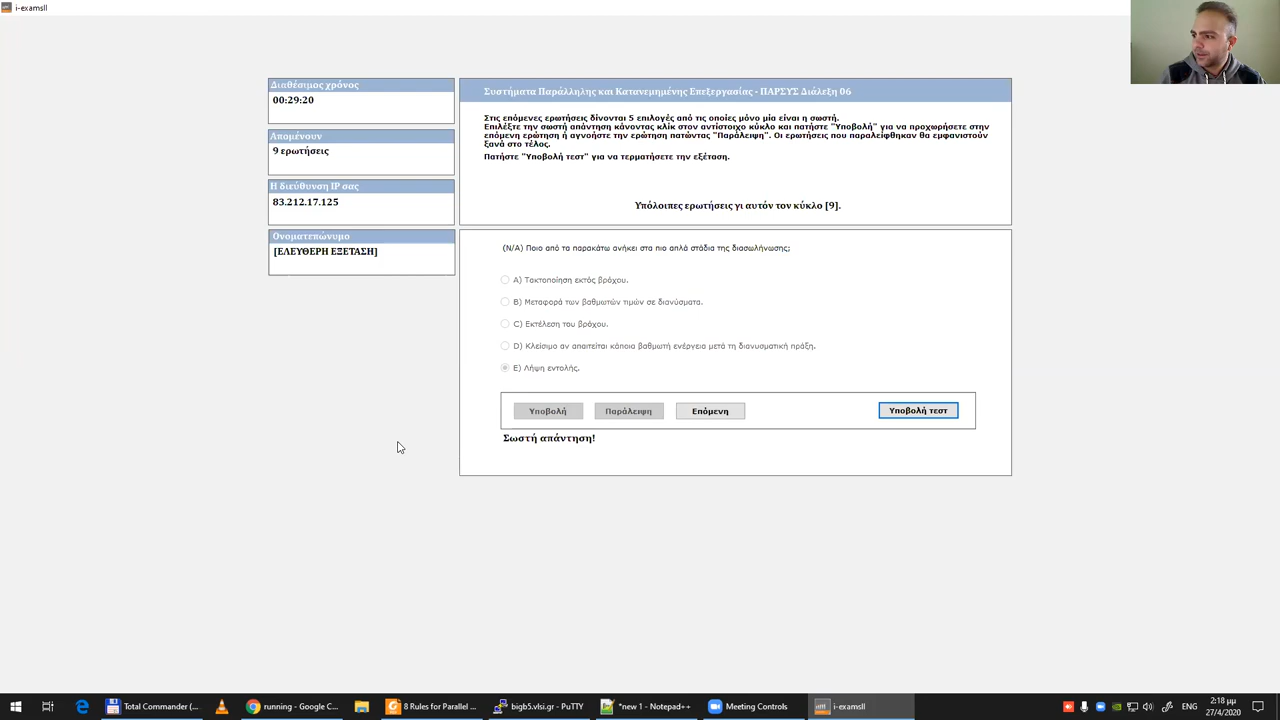 i-examsll
Διαθέσιμος χρόνος
00:29:20
Απομένουν
9 ερωτήσεις
Η διεύθυνση IP σας
83.212.17.125
Ονοματεπώνυμο
[ΕΛΕΥΘΕΡΗ ΕΞΕΤΑΣΗ]
Συστήματα Παράλληλης και Κατανεμημένης Επεξεργασίας - ΠΑΡΣΥΣ Διάλεξη 06
Στις επόμενες ερωτήσεις δίνονται 5 επιλογές από τις οποίες μόνο μία είναι η σωστή.
Επιλέξτε την σωστή απάντηση κάνοντας κλίκ στον αντίστοιχο κύκλο και πατήστε "Υποβολή" για να προχωρήσετε στην
επόμενη ερώτηση ή αγνοήστε την ερώτηση πατώντας "Παράλειψη". Οι ερωτήσεις που παραλείφθηκαν θα εμφανιστούν
ξανά στο τέλος.
Πατήστε "Υποβολή τεστ" για να τερματήσετε την εξέταση.
Υπόλοιπες ερωτήσεις γι αυτόν τον κύκλο [9].
(N/A) Ποιο από τα παρακάτω ανήκει στα πιο απλά στάδια της διασωλήνωσης;
A) Τακτοποίηση εκτός βρόχου.
B) Μεταφορά των βαθμωτών τιμών σε διανύσματα.
C) Εκτέλεση του βρόχου.
D) Κλείσιμο αν απαιτείται κάποια βαθμωτή ενέργεια μετά τη διανυσματική πράξη.
E) Λήψη εντολής.
Υποβολή Παράλειψη Επόμενη Υποβολή τεστ
Σωστή απάντηση!
Total Commander (... running - Google C... 8 Rules for Parallel ... bigb5.vlsi.gr - PuTTY *new 1 - Notepad++ Meeting Controls i-examsll ENG 2:18 μμ
27/4/2020